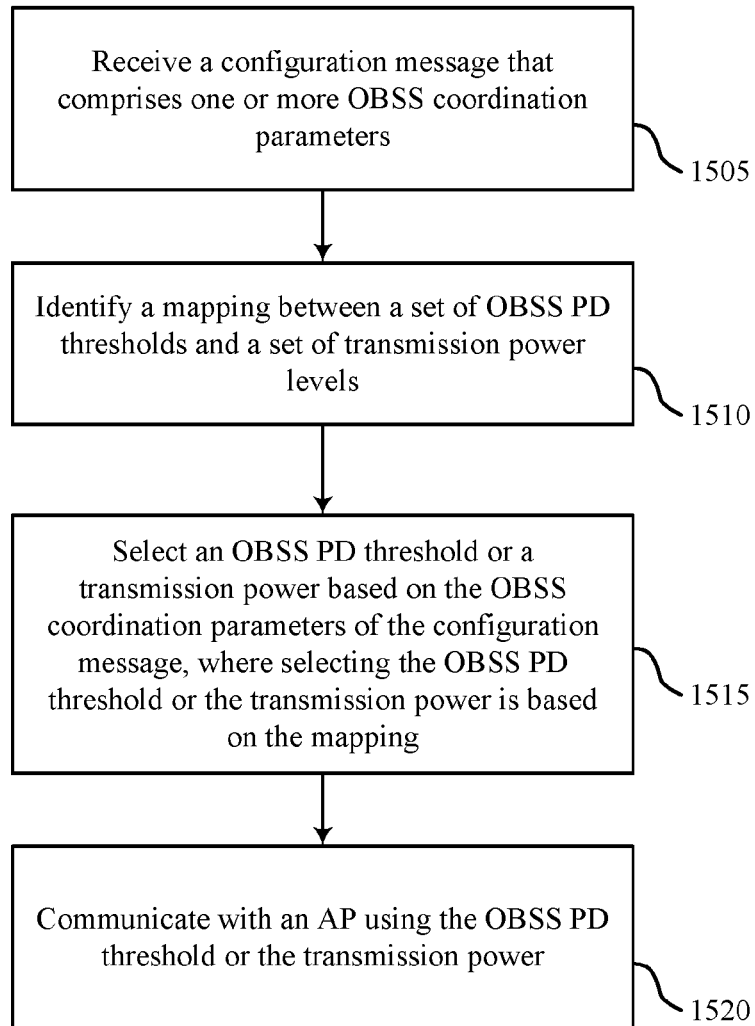 Receive a configuration message that
comprises one or more OBSS coordination
parameters
1505
Identify a mapping between a set of OBSS PD
thresholds and a set of transmission power
levels
1510
Select an OBSS PD threshold or a
transmission power based on the OBSS
coordination parameters of the configuration
message, where selecting the OBSS PD
threshold or the transmission power is based
on the mapping
1515
Communicate with an AP using the OBSS PD
threshold or the transmission power
1520